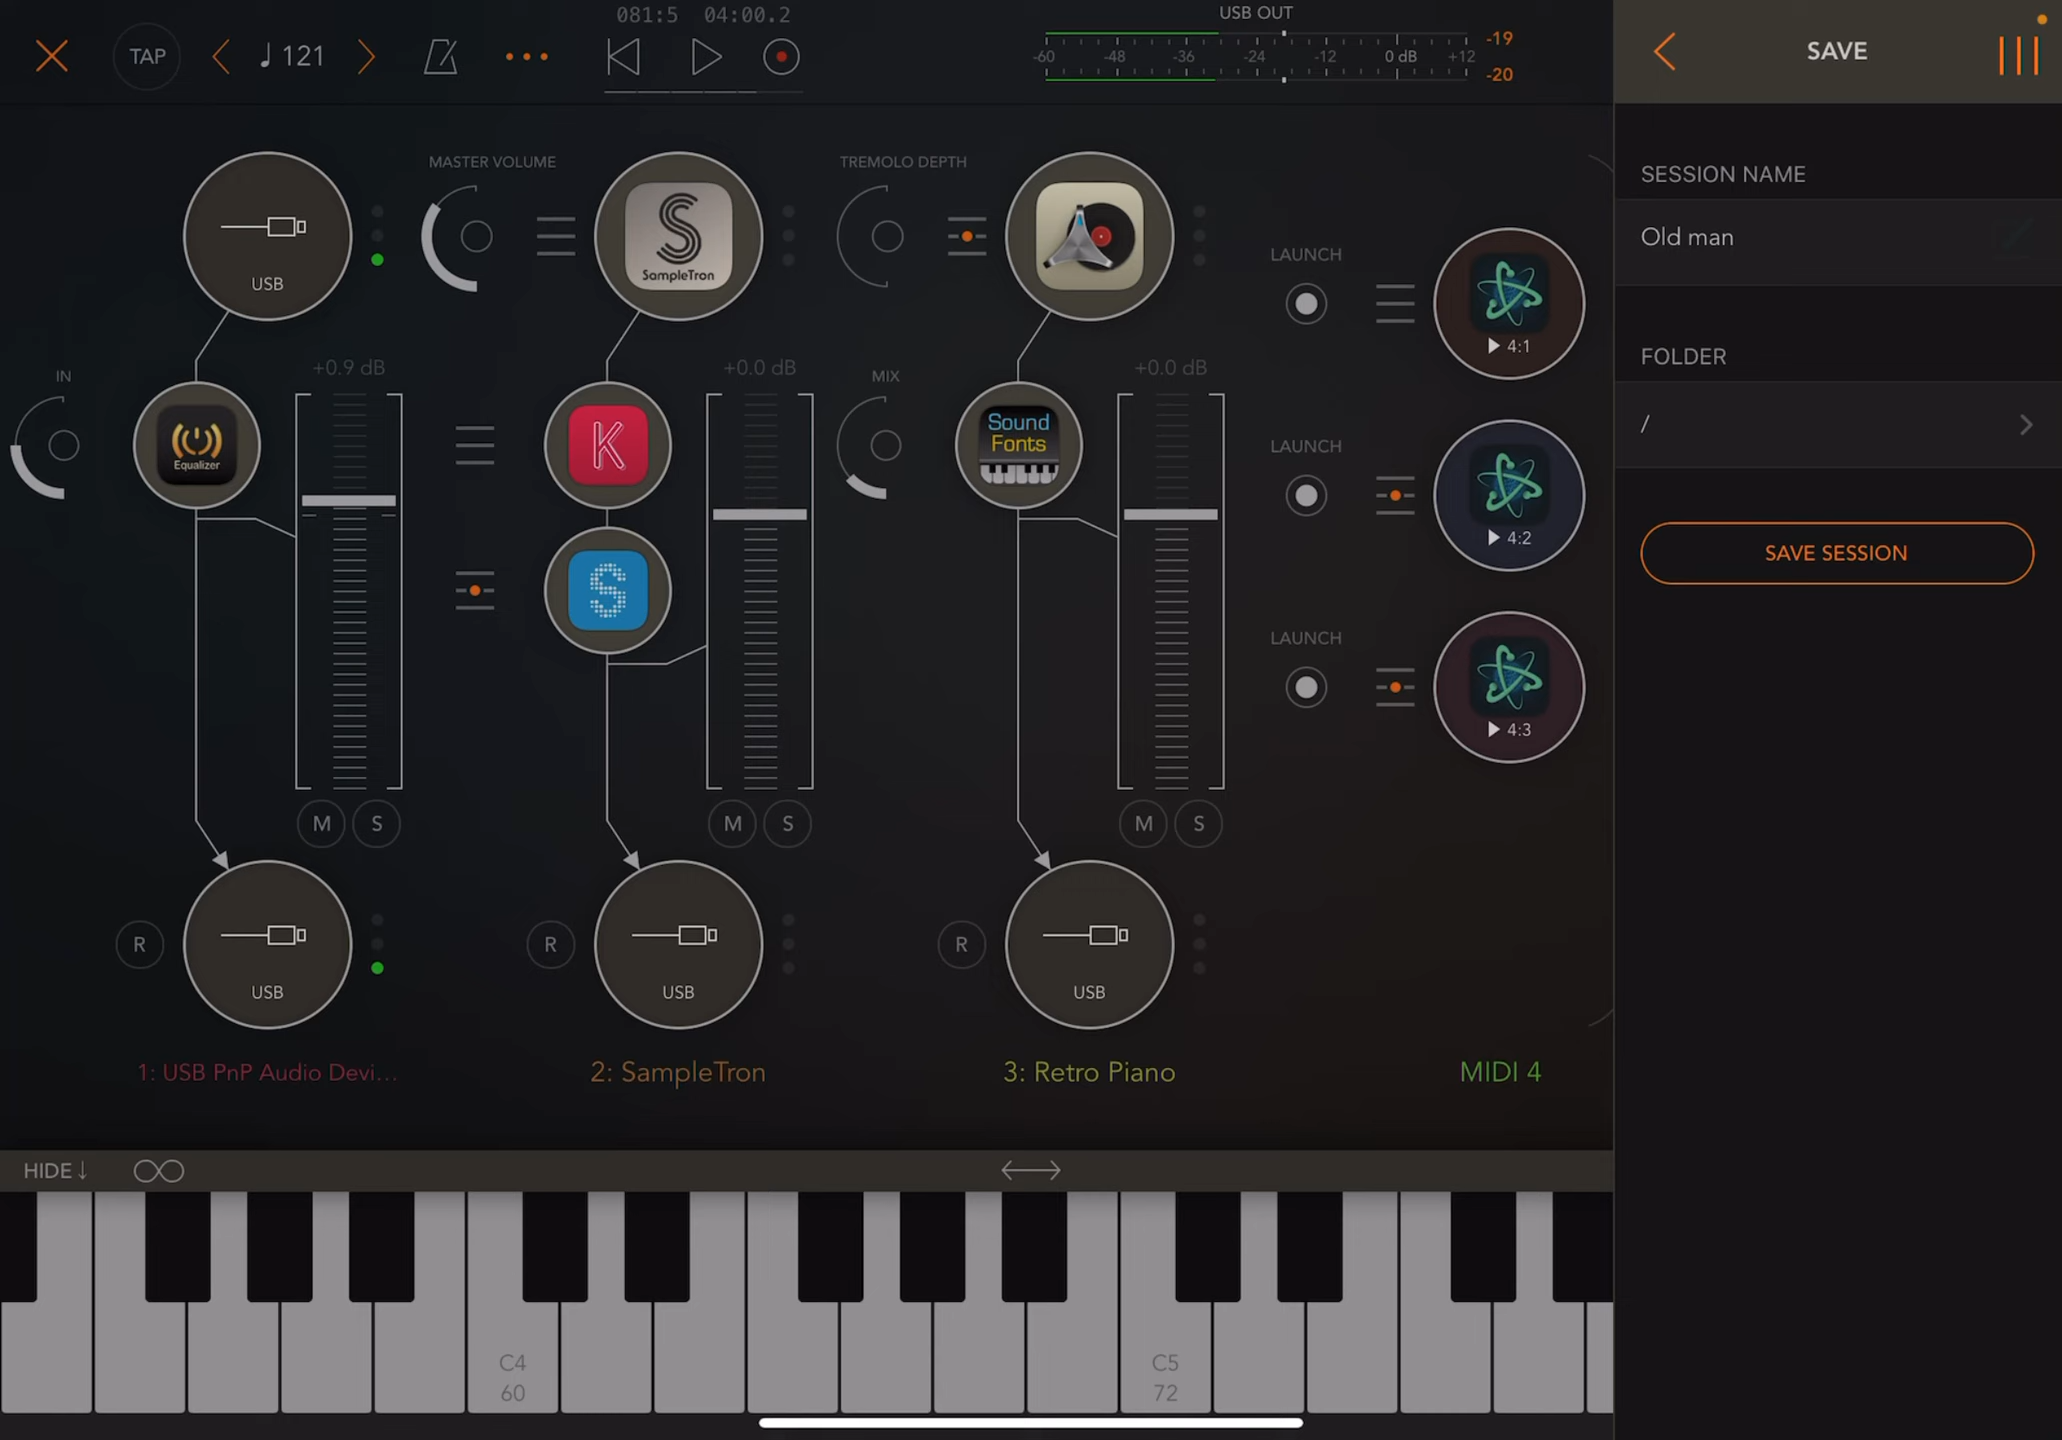 081:5 04:00.2
USB OUT
TAP
121
-60 -48 -36 -24 -12 0 dB +12
-19
-20
SAVE
MASTER VOLUME
TREMOLO DEPTH
SESSION NAME
Old man
USB
SampleTron
LAUNCH
4:1
FOLDER
/
IN
+0.9 dB
+0.0 dB
MIX
+0.0 dB
Equalizer
K
Sound
Fonts
LAUNCH
4:2
SAVE SESSION
S
LAUNCH
4:3
M S
M S
M S
R
USB
R
USB
R
USB
1: USB PnP Audio Devi...
2: SampleTron
3: Retro Piano
MIDI 4
HIDE↓
C4
60
C5
72